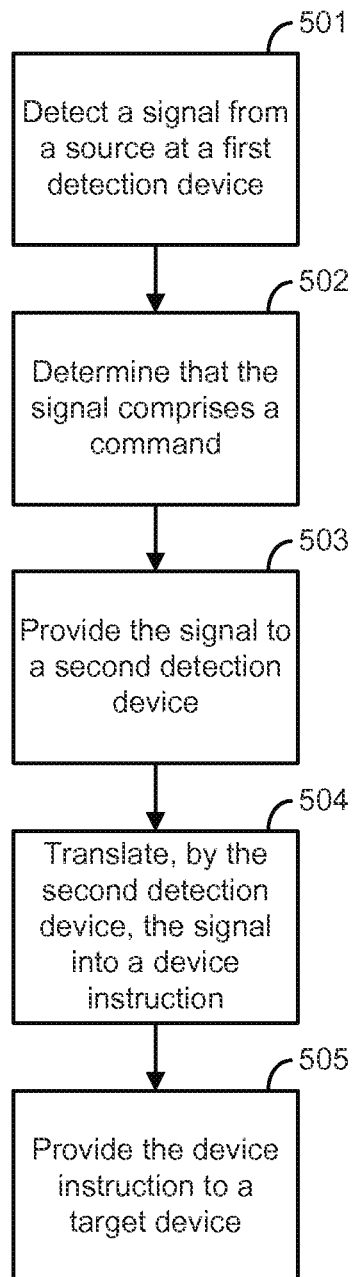 501
Detect a signal from
a source at a first
detection device
502
Determine that the
signal comprises a
command
503
Provide the signal to
a second detection
device
504
Translate, by the
second detection
device, the signal
into a device
instruction
505
Provide the device
instruction to a
target device